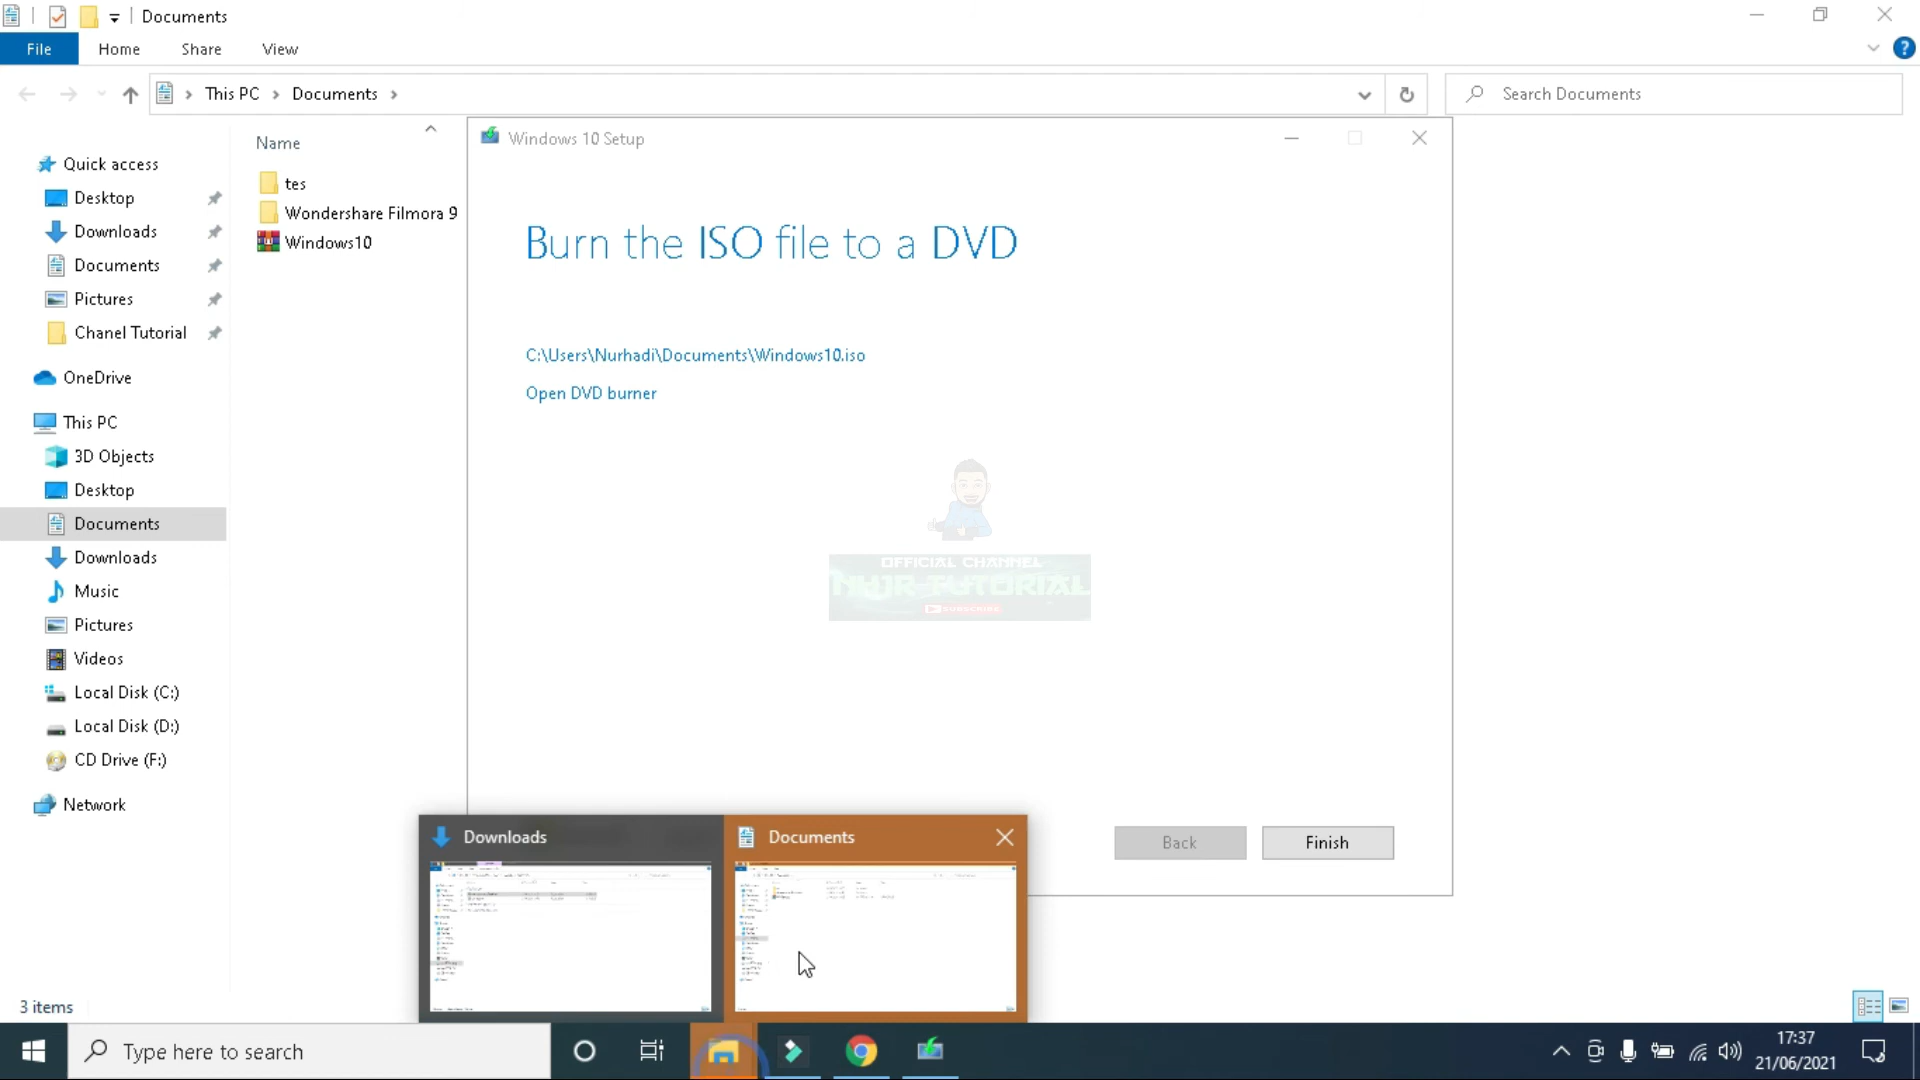 Documents
File Home Share View
This PC Documents
Search Documents
Name
Quick access
Desktop
Downloads
Documents
Pictures
Chanel Tutorial
OneDrive
This PC
3D Objects
Desktop
Documents
Downloads
Music
Pictures
Videos
Local Disk (C:)
Local Disk (D:)
CD Drive (F:)
Network
tes
Wondershare Filmora 9
Windows10
Windows 10 Setup
Burn the ISO file to a DVD
C:\Users\Nurhadi\Documents\Windows10.iso
Open DVD burner
OFFICIAL CHANNEL
NHJR TUTORIAL
SUBSCRIBE
Back Finish
Downloads Documents
3 items
Type here to search
17:37
21/06/2021